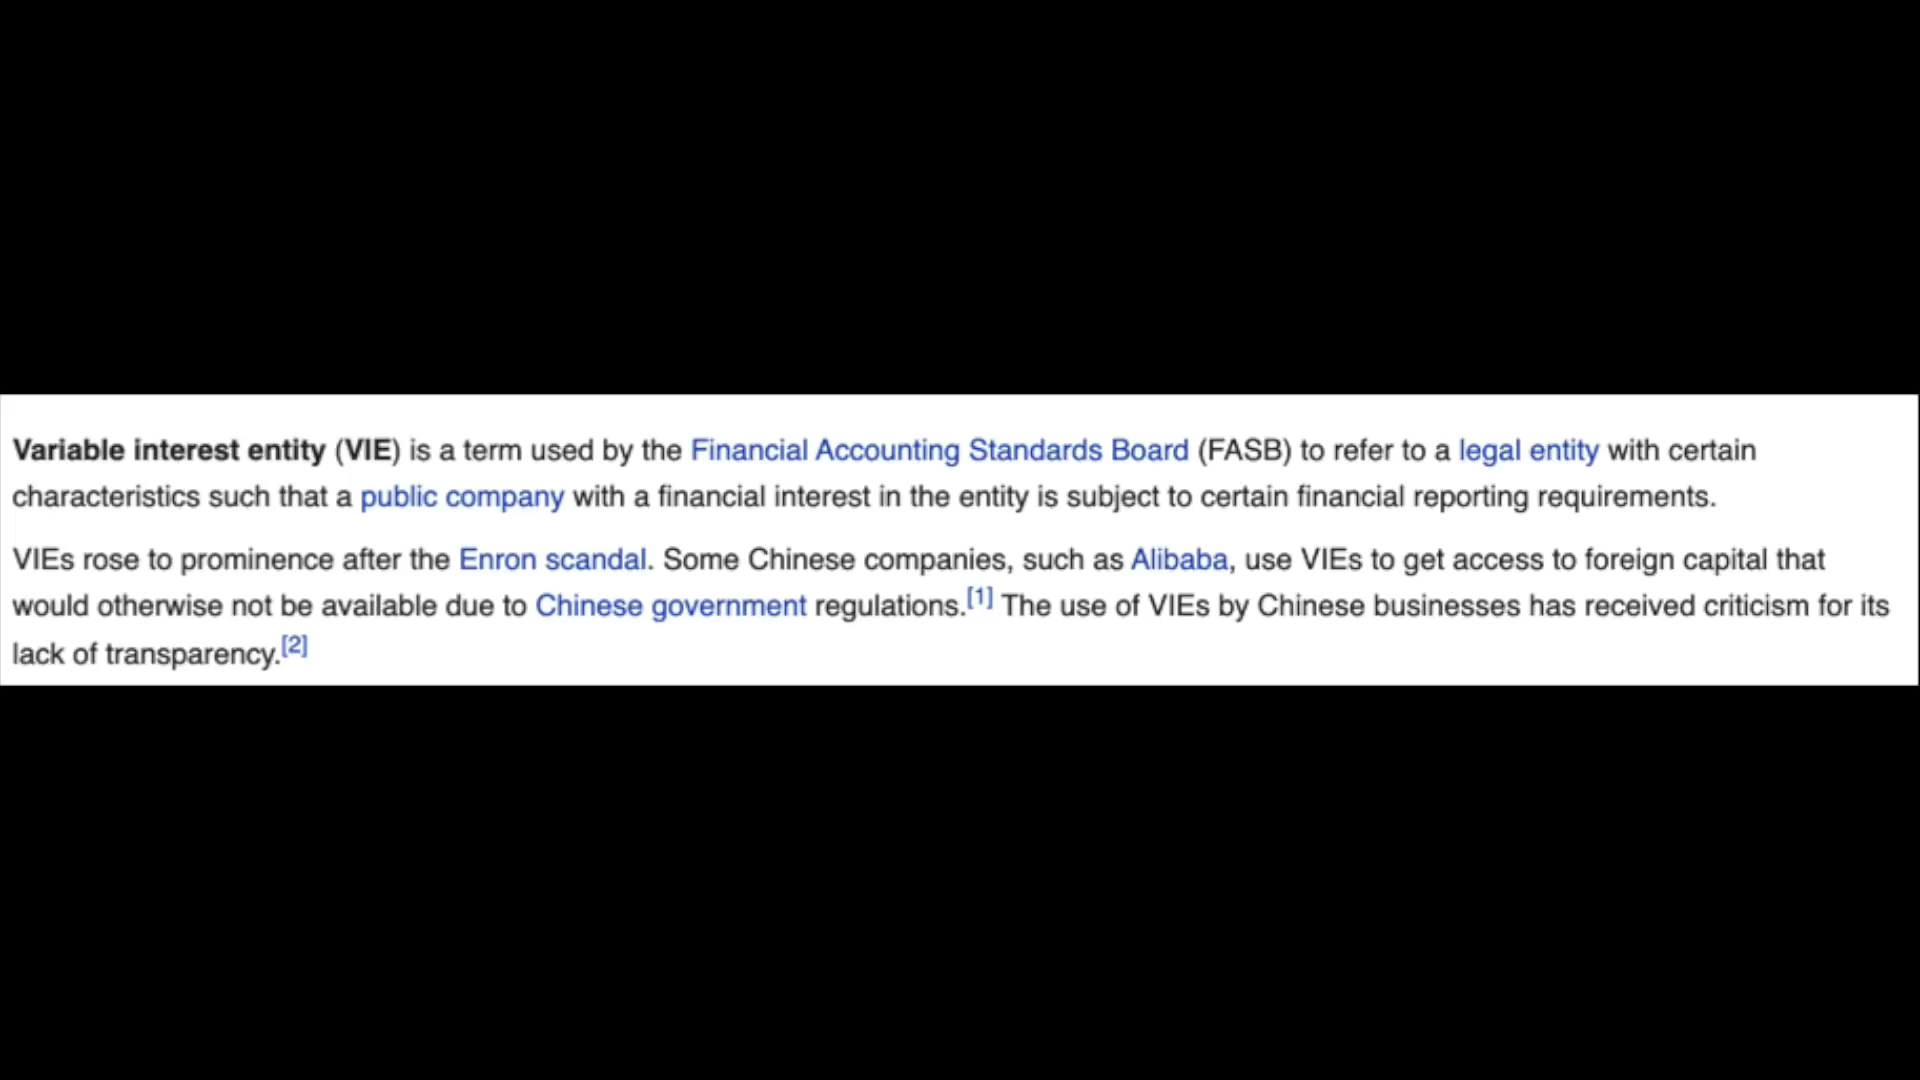 Variable interest entity (VIE) is a term used by the Financial Accounting Standards Board (FASB) to refer to a legal entity with certain
characteristics such that a public company with a financial interest in the entity is subject to certain financial reporting requirements.
VIEs rose to prominence after the Enron scandal. Some Chinese companies, such as Alibaba, use VIEs to get access to foreign capital that
would otherwise not be available due to Chinese government regulations.[1] The use of VIEs by Chinese businesses has received criticism for its
lack of transparency.[2]